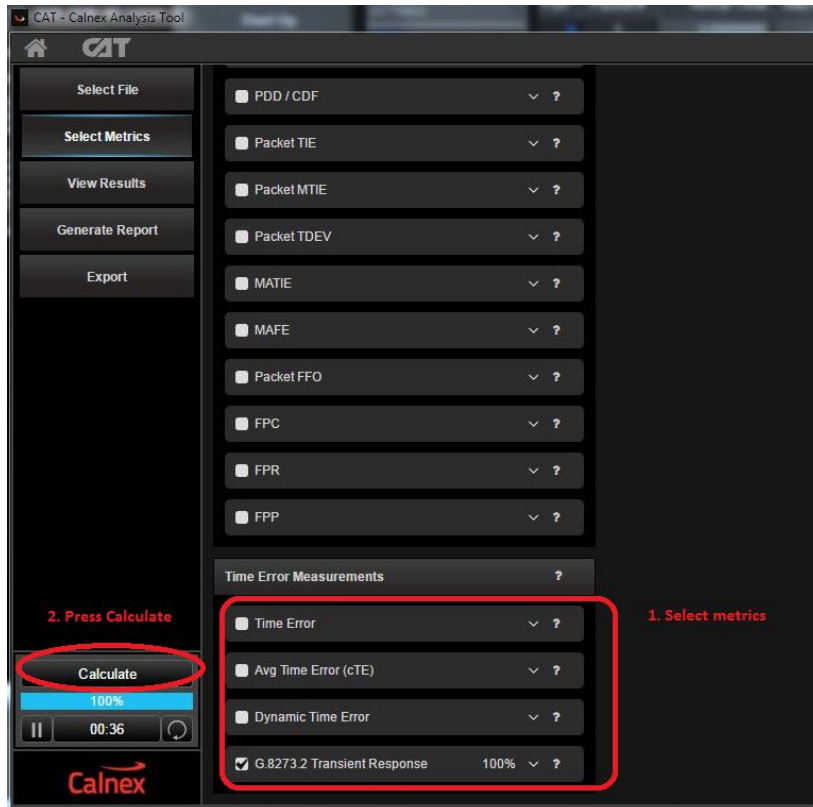 CAT - Calnex Analysis Tool
CAT
Select File
Select Metrics
View Results
Generate Report
Export
PDD / CDF ?
Packet TIE ?
Packet MTIE ?
Packet TDEV ?
MATIE ?
MAFE ?
Packet FFO ?
FPC ?
FPR ?
FPP ?
Time Error Measurements ?
Time Error ?
Avg Time Error (cTE) ?
Dynamic Time Error ?
G.8273.2 Transient Response 100% ?
1. Select metrics
2. Press Calculate
Calculate
100%
00:36
Calnex